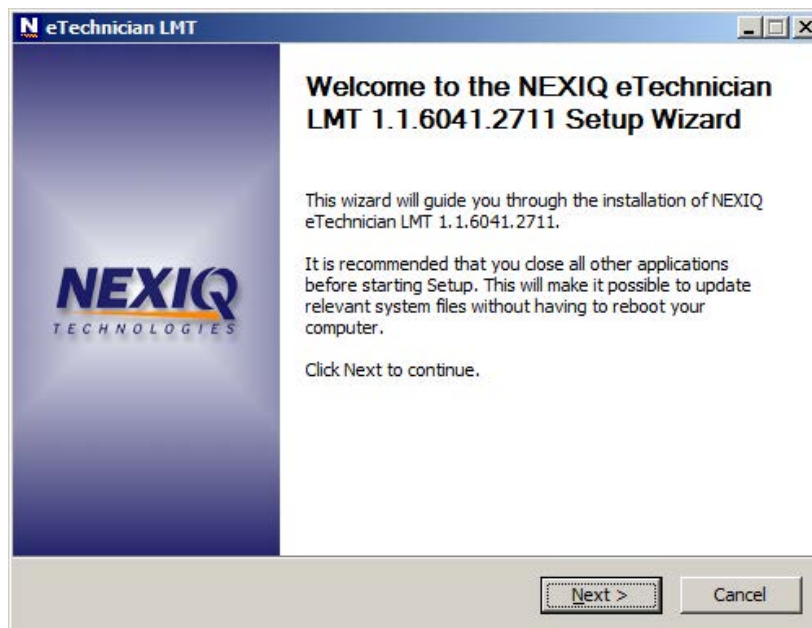 eTechnician LMT
Welcome to the NEXIQ eTechnician
LMT 1.1.6041.2711 Setup Wizard
This wizard will guide you through the installation of NEXIQ
eTechnician LMT 1.1.6041.2711.
It is recommended that you close all other applications
before starting Setup. This will make it possible to update
relevant system files without having to reboot your
computer.
Click Next to continue.
NEXIQ
TECHNOLOGIES
Next >
Cancel